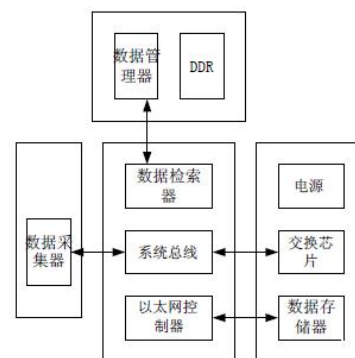 数据管
理器
DDR
数据检索
器
电源
数据采
集器
系统总线
交换芯
片
以太网控
制器
数据存
储器